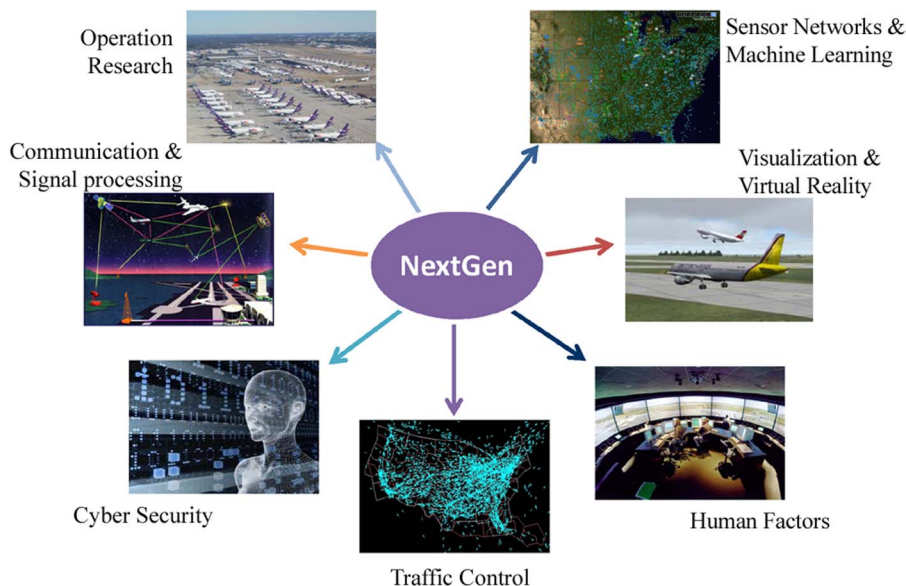 Operation
Research
Sensor Networks &
Machine Learning
Communication &
Signal processing
Visualization &
Virtual Reality
NextGen
Cyber Security
Human Factors
Traffic Control